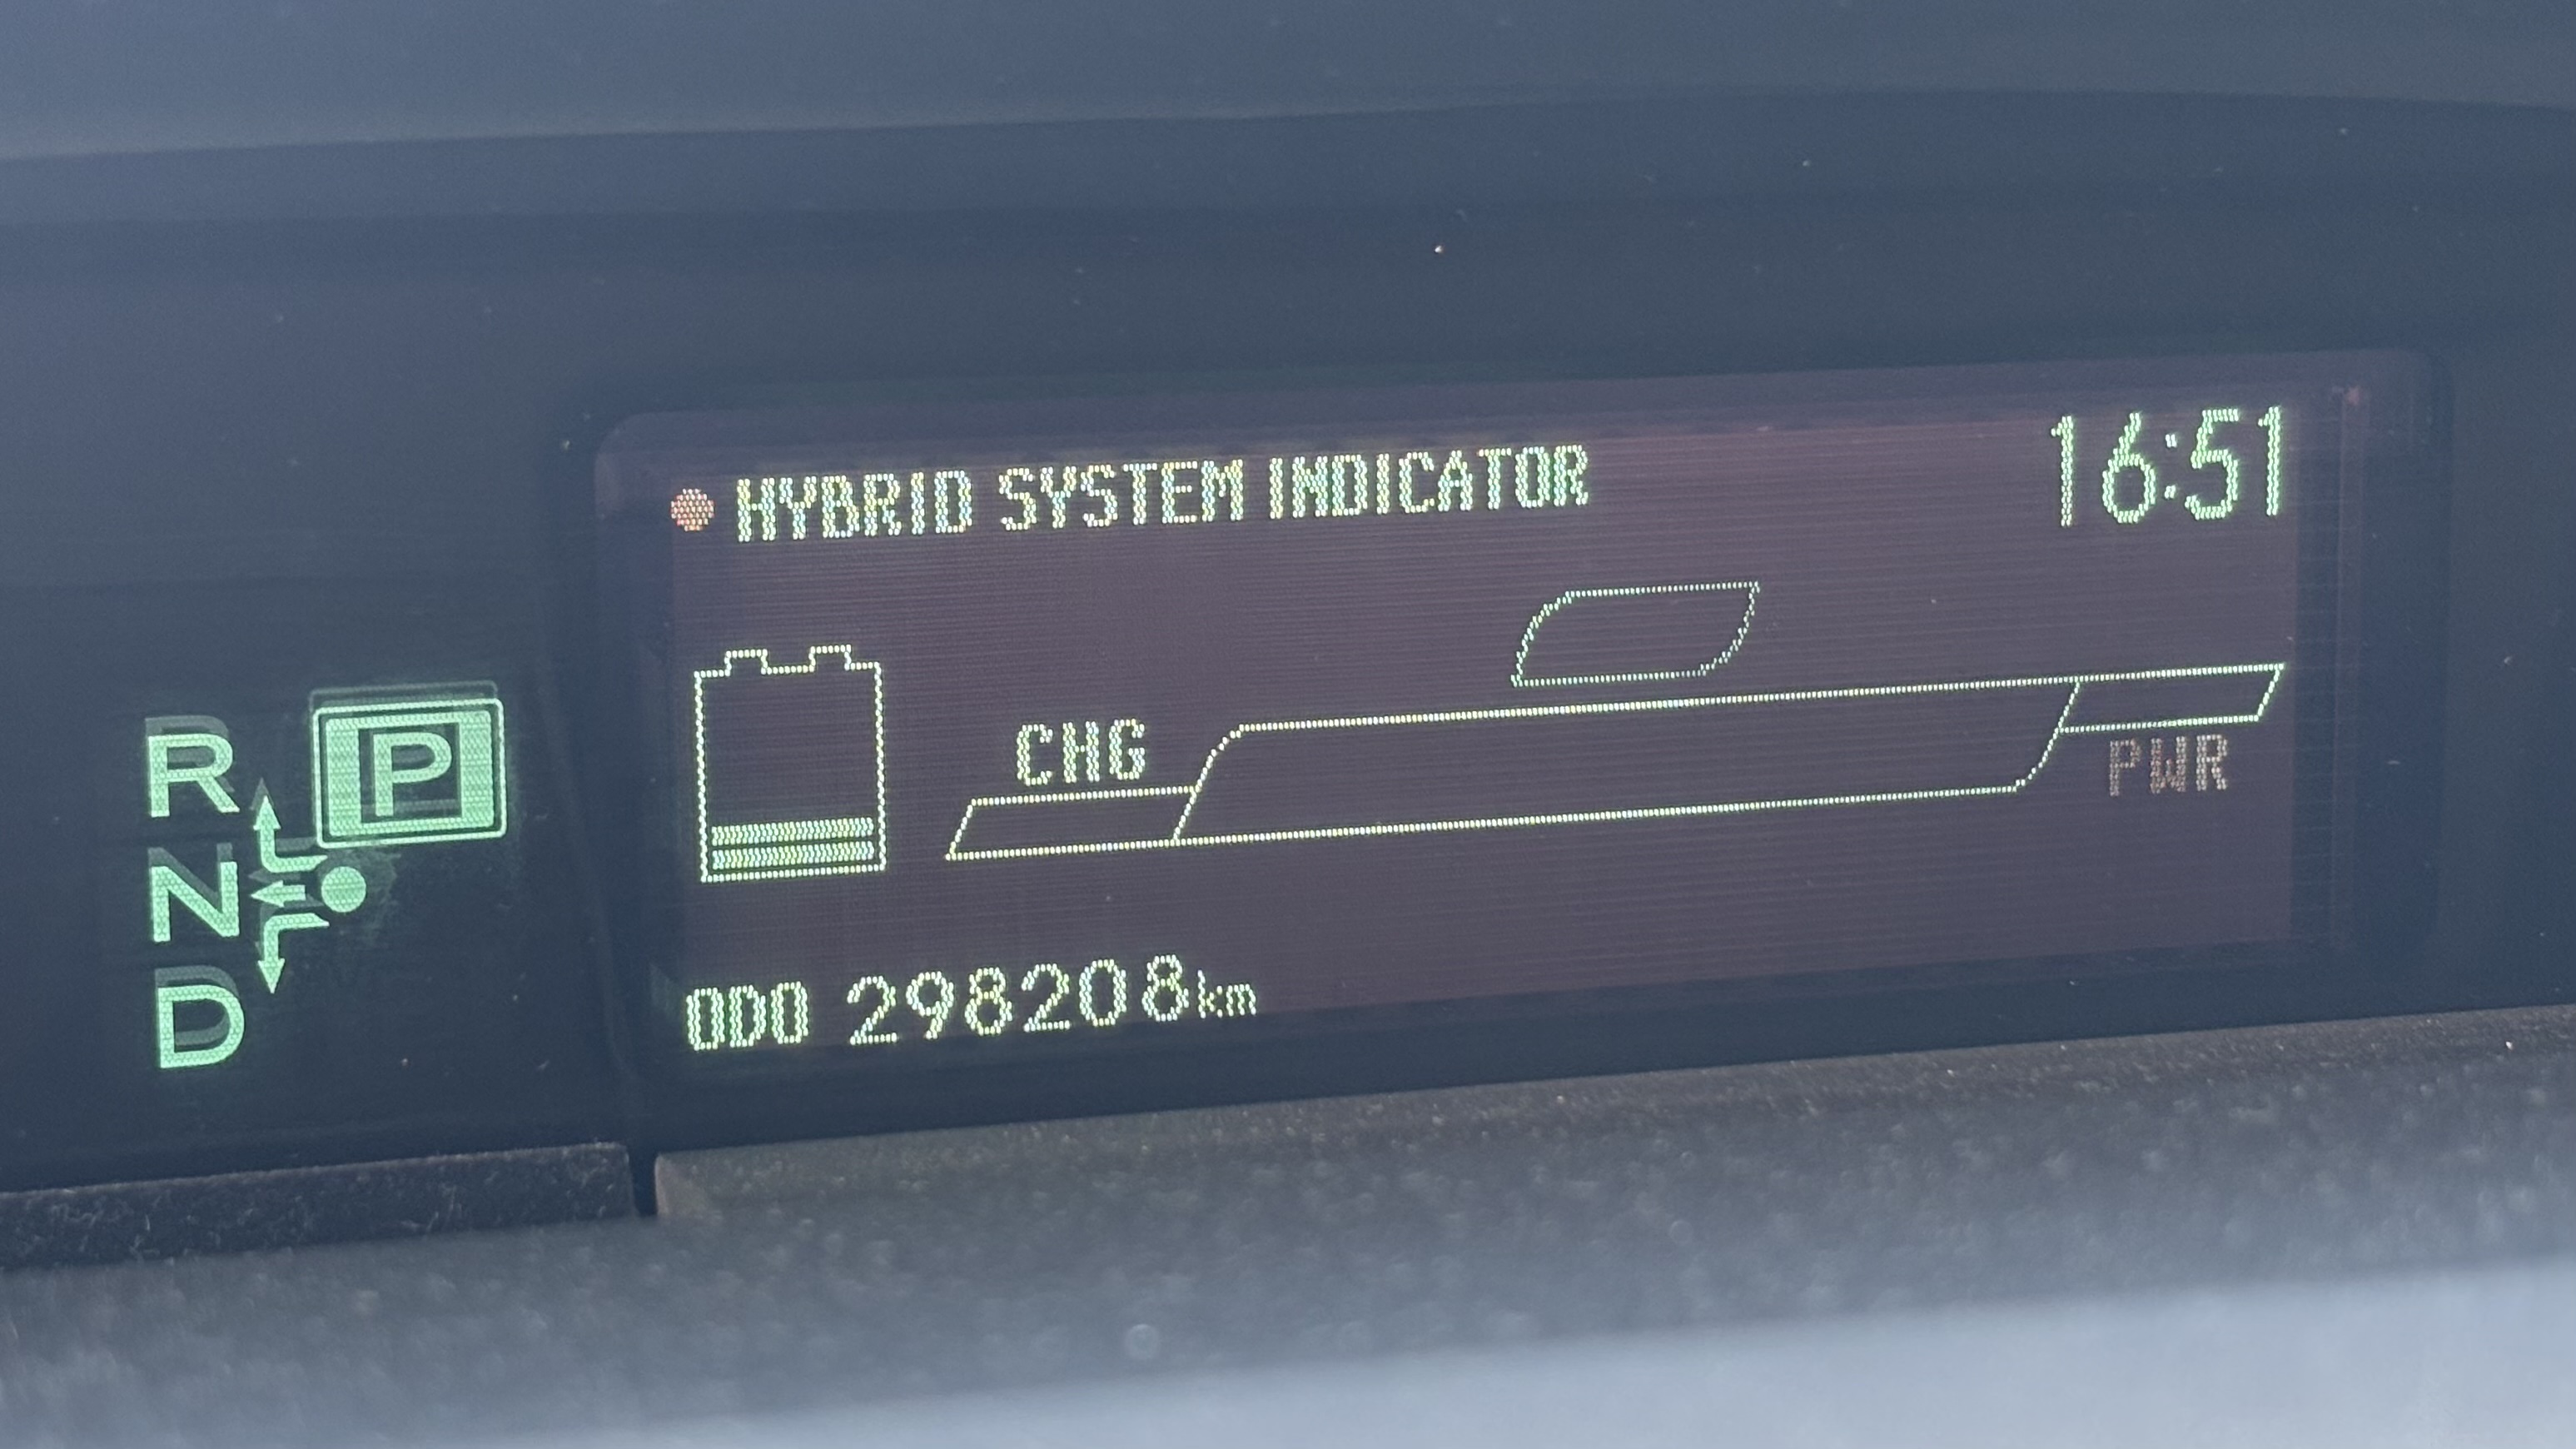 HYBRID SYSTEM INDICATOR 16:51
CHG
PWR
R P
N
D
ODO 298208km